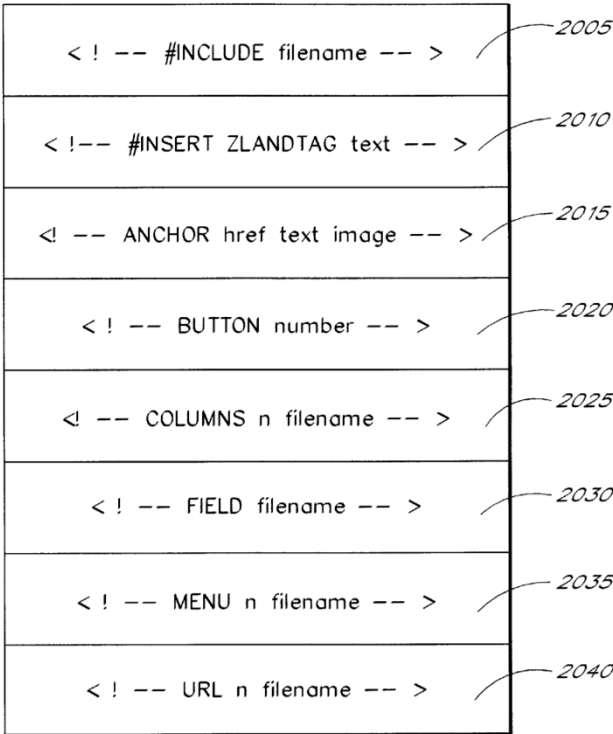 < ! -- #INCLUDE filename -- > 2005
< !-- #INSERT ZLANDTAG text -- > 2010
<! -- ANCHOR href text image -- > 2015
< ! -- BUTTON number -- > 2020
<! -- COLUMNS n filename -- > 2025
< ! -- FIELD filename -- > 2030
< ! -- MENU n filename -- > 2035
< ! -- URL n filename -- > 2040